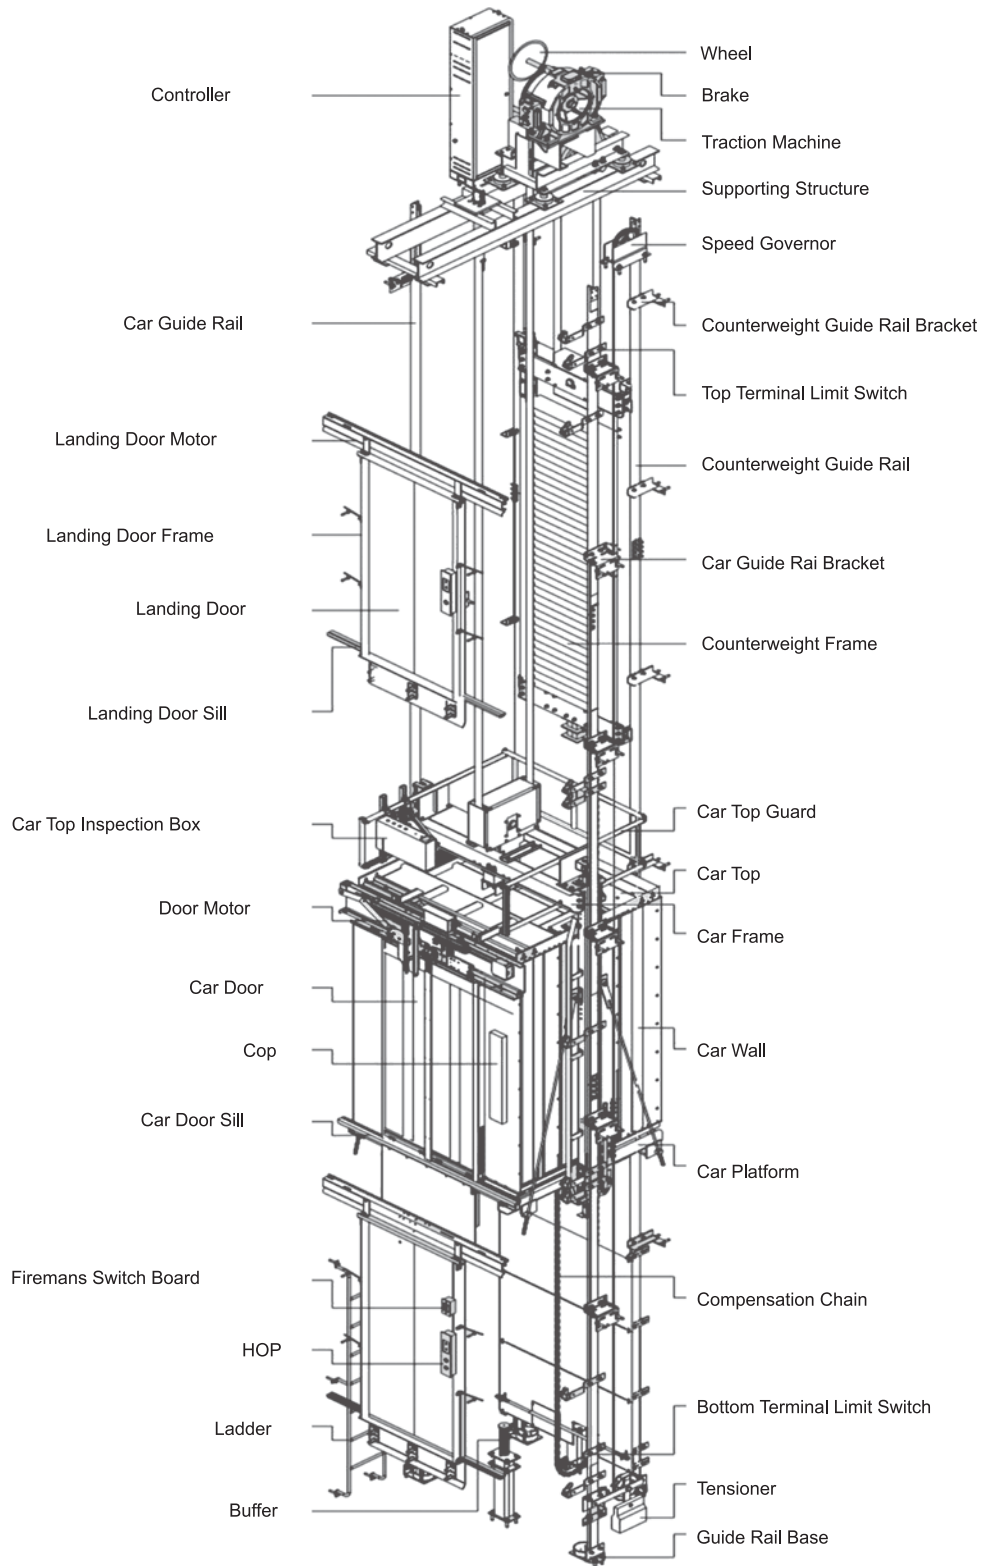 Wheel
Controller
Brake
Traction Machine
Supporting Structure
Speed Governor
Car Guide Rail
Counterweight Guide Rail Bracket
Top Terminal Limit Switch
Landing Door Motor
Counterweight Guide Rail
Landing Door Frame
Car Guide Rai Bracket
Landing Door
Counterweight Frame
Landing Door Sill
Car Top Guard
Car Top Inspection Box
Car Top
Door Motor
Car Frame
Car Door
Cop
Car Wall
Car Door Sill
Car Platform
Firemans Switch Board
Compensation Chain
HOP
Bottom Terminal Limit Switch
Ladder
Tensioner
Buffer
Guide Rail Base